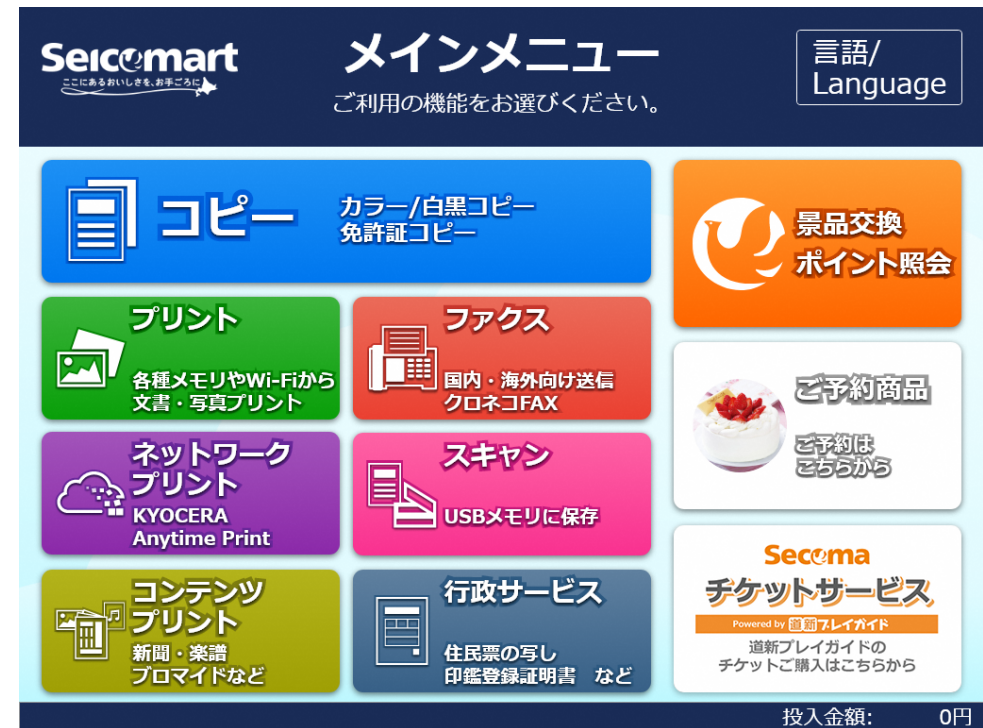 Seicomart
ここにあるおいしさを、お手ごろに
メインメニュー
ご利用の機能をお選びください。
言語/
Language
コピー
カラー/白黒コピー
免許証コピー
景品交換
ポイント照会
プリント
各種メモリやWi-Fiから
文書・写真プリント
ファクス
国内・海外向け送信
クロネコFAX
ご予約商品
ご予約は
こちらから
ネットワーク
プリント
KYOCERA
Anytime Print
スキャン
USBメモリに保存
コンテンツ
プリント
新聞・楽譜
ブロマイドなど
行政サービス
住民票の写し
印鑑登録証明書 など
Secoma
チケットサービス
Powered by 道新プレイガイド
道新プレイガイドの
チケットご購入はこちらから
投入金額: 0円